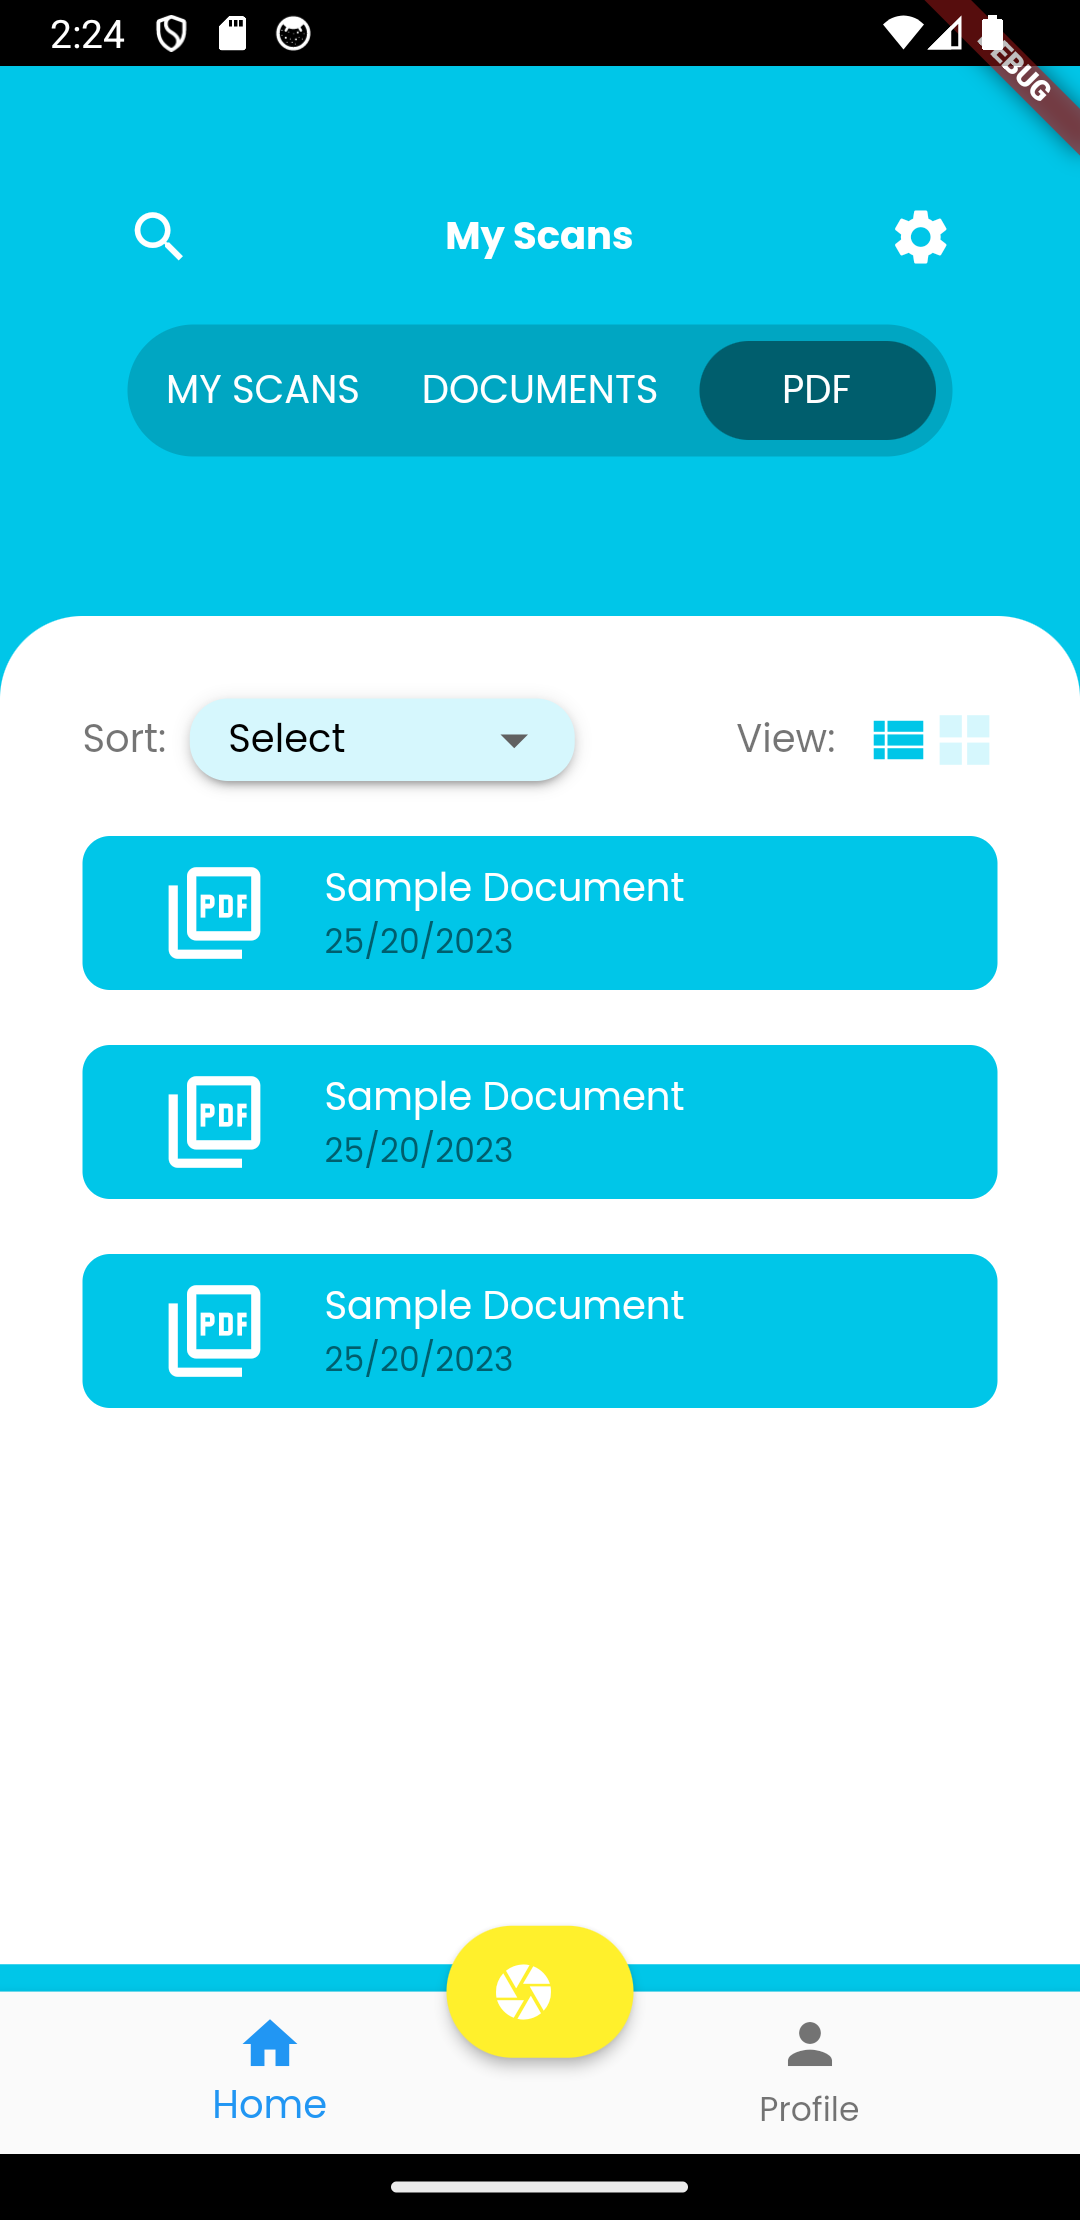 2:24
DEBUG
My Scans
MY SCANS DOCUMENTS PDF
Sort: Select View:
PDF Sample Document
25/20/2023
PDF Sample Document
25/20/2023
PDF Sample Document
25/20/2023
Home Profile